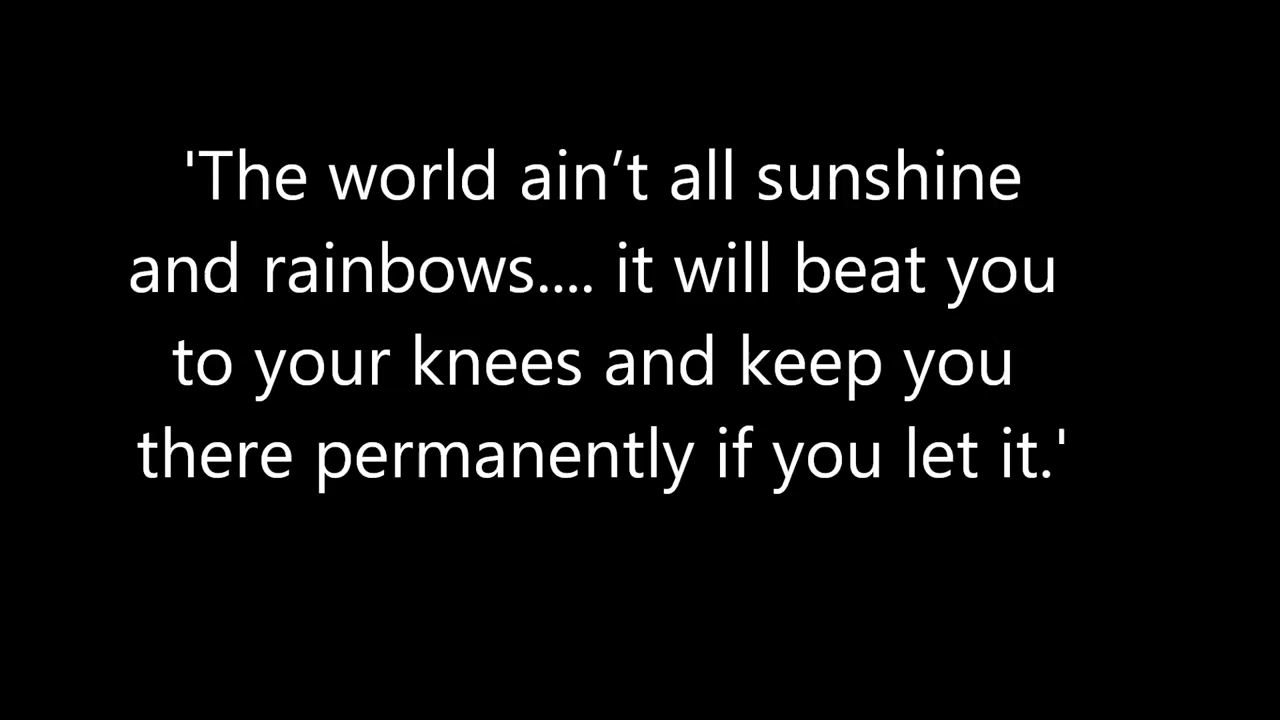 'The world ain’t all sunshine
and rainbows.... it will beat you
to your knees and keep you
there permanently if you let it.'